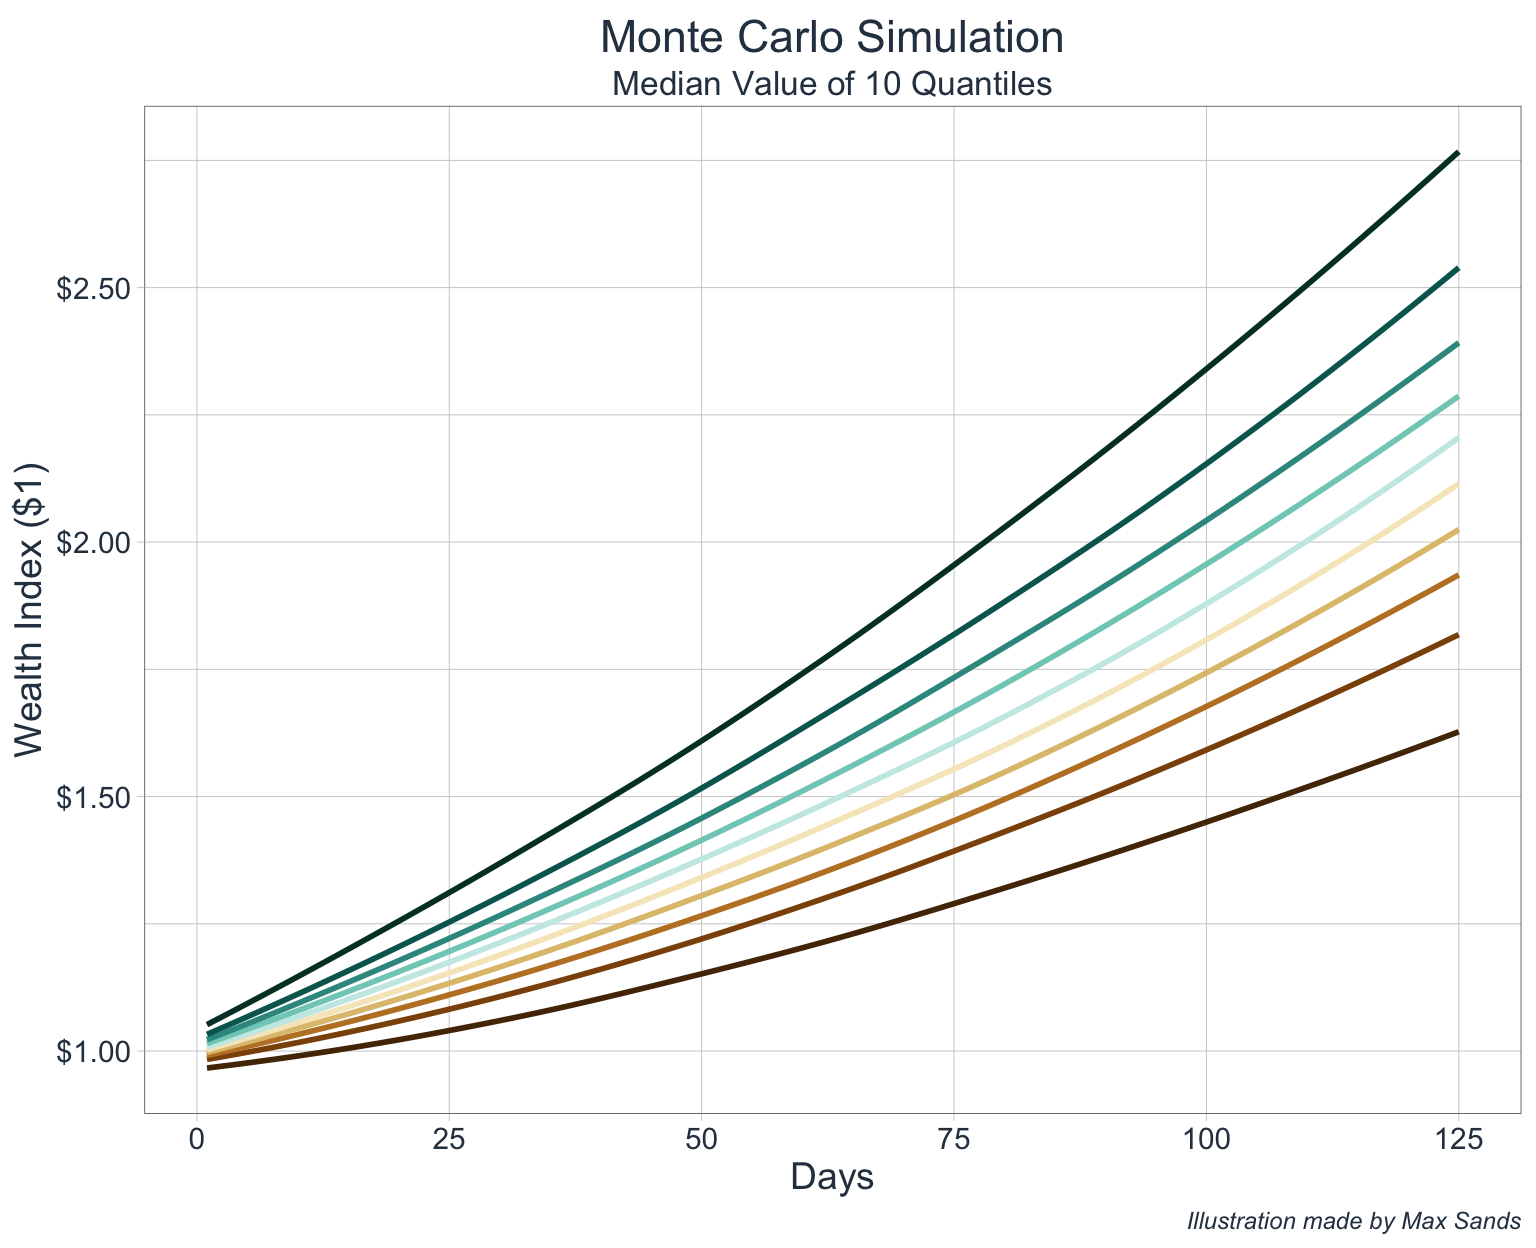 Monte Carlo Simulation
Median Value of 10 Quantiles
Wealth Index ($1)
$2.50
$2.00
$1.50
$1.00
0 25 50 75 100 125
Days
Illustration made by Max Sands